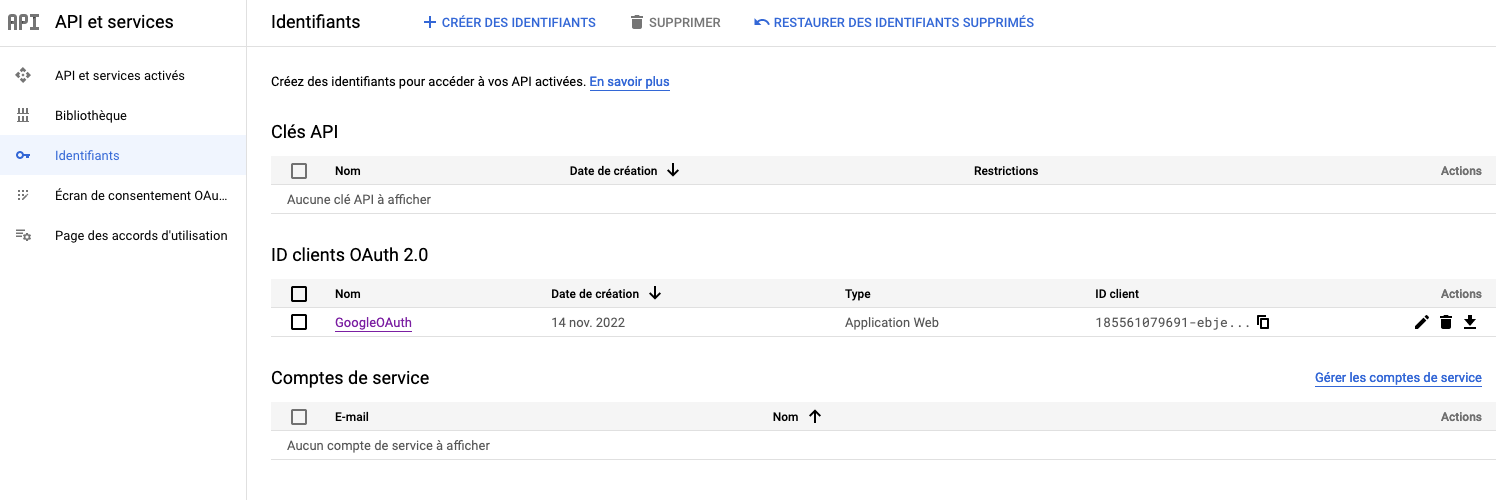 API API et services
Identifiants
CRÉER DES IDENTIFIANTS
SUPPRIMER
RESTAURER DES IDENTIFIANTS SUPPRIMÉS
API et services activés
Bibliothèque
Identifiants
Écran de consentement OAu...
Page des accords d'utilisation
Créez des identifiants pour accéder à vos API activées. En savoir plus
Clés API
Nom Date de création Restrictions Actions
Aucune clé API à afficher
ID clients OAuth 2.0
Nom Date de création Type ID client Actions
GoogleOAuth 14 nov. 2022 Application Web 185561079691-ebje...
Comptes de service Gérer les comptes de service
E-mail Nom Actions
Aucun compte de service à afficher